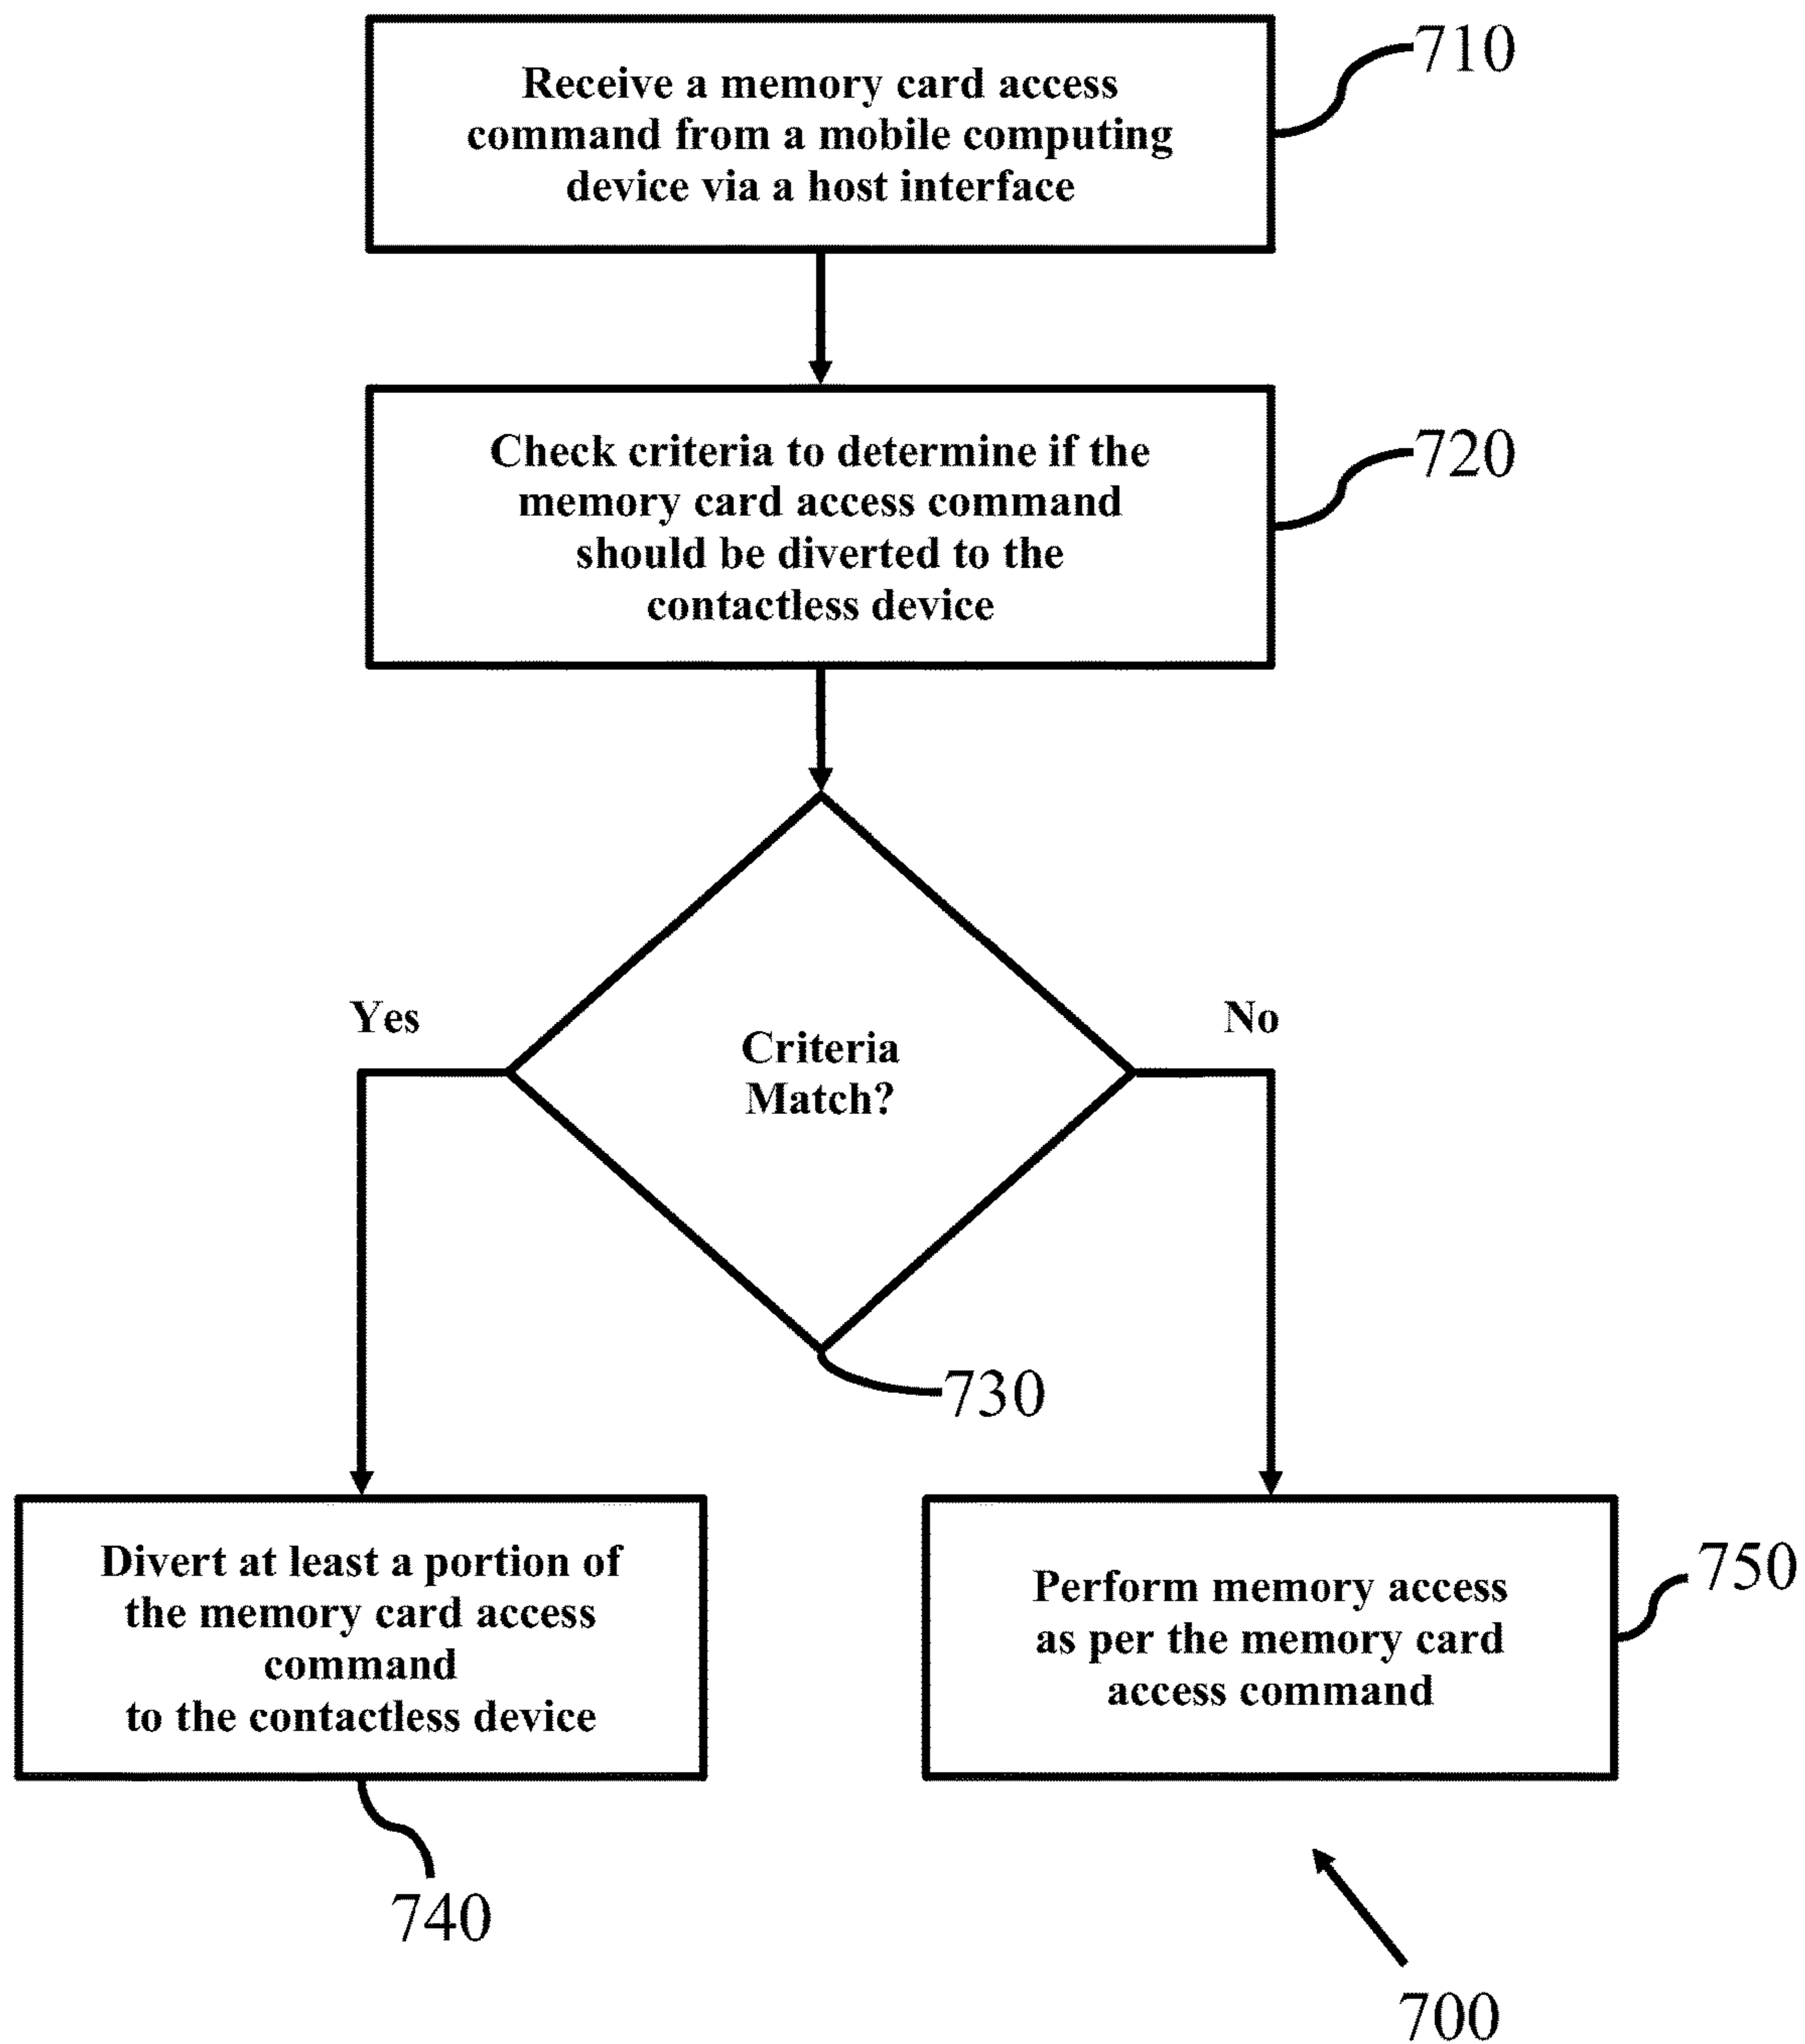 Receive a memory card access
command from a mobile computing
device via a host interface
710
Check criteria to determine if the
memory card access command
should be diverted to the
contactless device
720
Yes
No
Criteria
Match?
730
Divert at least a portion of
the memory card access
command
to the contactless device
740
Perform memory access
as per the memory card
access command
750
700